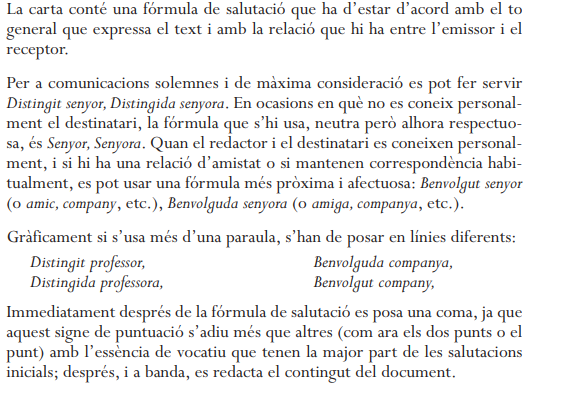 La carta conté una fórmula de salutació que ha d'estar d'acord amb el to
general que expressa el text i amb la relació que hi ha entre l'emissor i el
receptor.
Per a comunicacions solemnes i de màxima consideració es pot fer servir
Distingit senyor, Distingida senyora. En ocasions en què no es coneix personal-
ment el destinatari, la fórmula que s'hi usa, neutra però alhora respectuo-
sa, és Senyor, Senyora. Quan el redactor i el destinatari es coneixen personal-
ment, i si hi ha una relació d'amistat o si mantenen correspondència habi-
tualment, es pot usar una fórmula més pròxima i afectuosa: Benvolgut senyor
(o amic, company, etc.), Benvolguda senyora (o amiga, companya, etc.).
Gràficament si s'usa més d'una paraula, s'han de posar en línies diferents:
Distingit professor, Benvolguda companya,
Distingida professora, Benvolgut company,
Immediatament després de la fórmula de salutació es posa una coma, ja que
aquest signe de puntuació s'adiu més que altres (com ara els dos punts o el
punt) amb l'essència de vocatiu que tenen la major part de les salutacions
inicials; després, i a banda, es redacta el contingut del document.